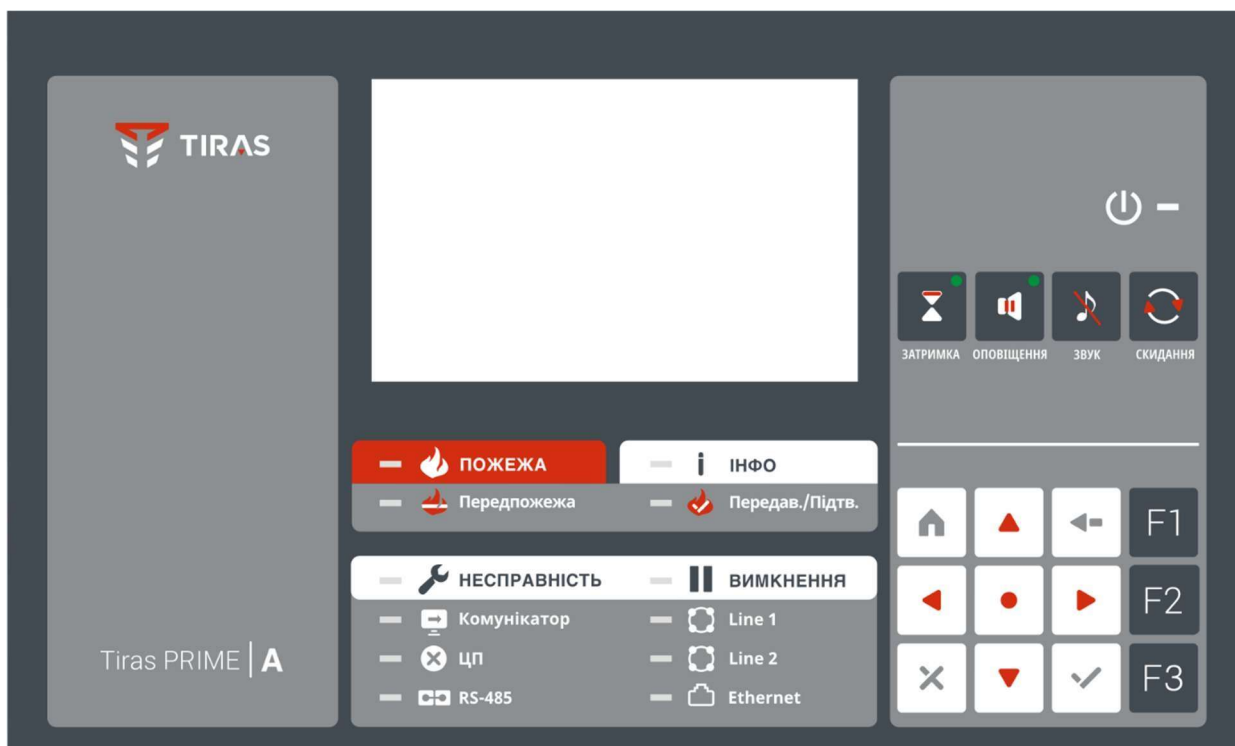 TIRAS
Tiras PRIME | A
ПОЖЕЖА
ІНФО
Передпожежа
Передав./Підтв.
НЕСПРАВНІСТЬ
ВИМКНЕННЯ
Комунікатор
Line 1
ЦП
Line 2
RS-485
Ethernet
ЗАТРИМКА
ОПОВІЩЕННЯ
ЗВУК
СКИДАННЯ
F1
F2
F3